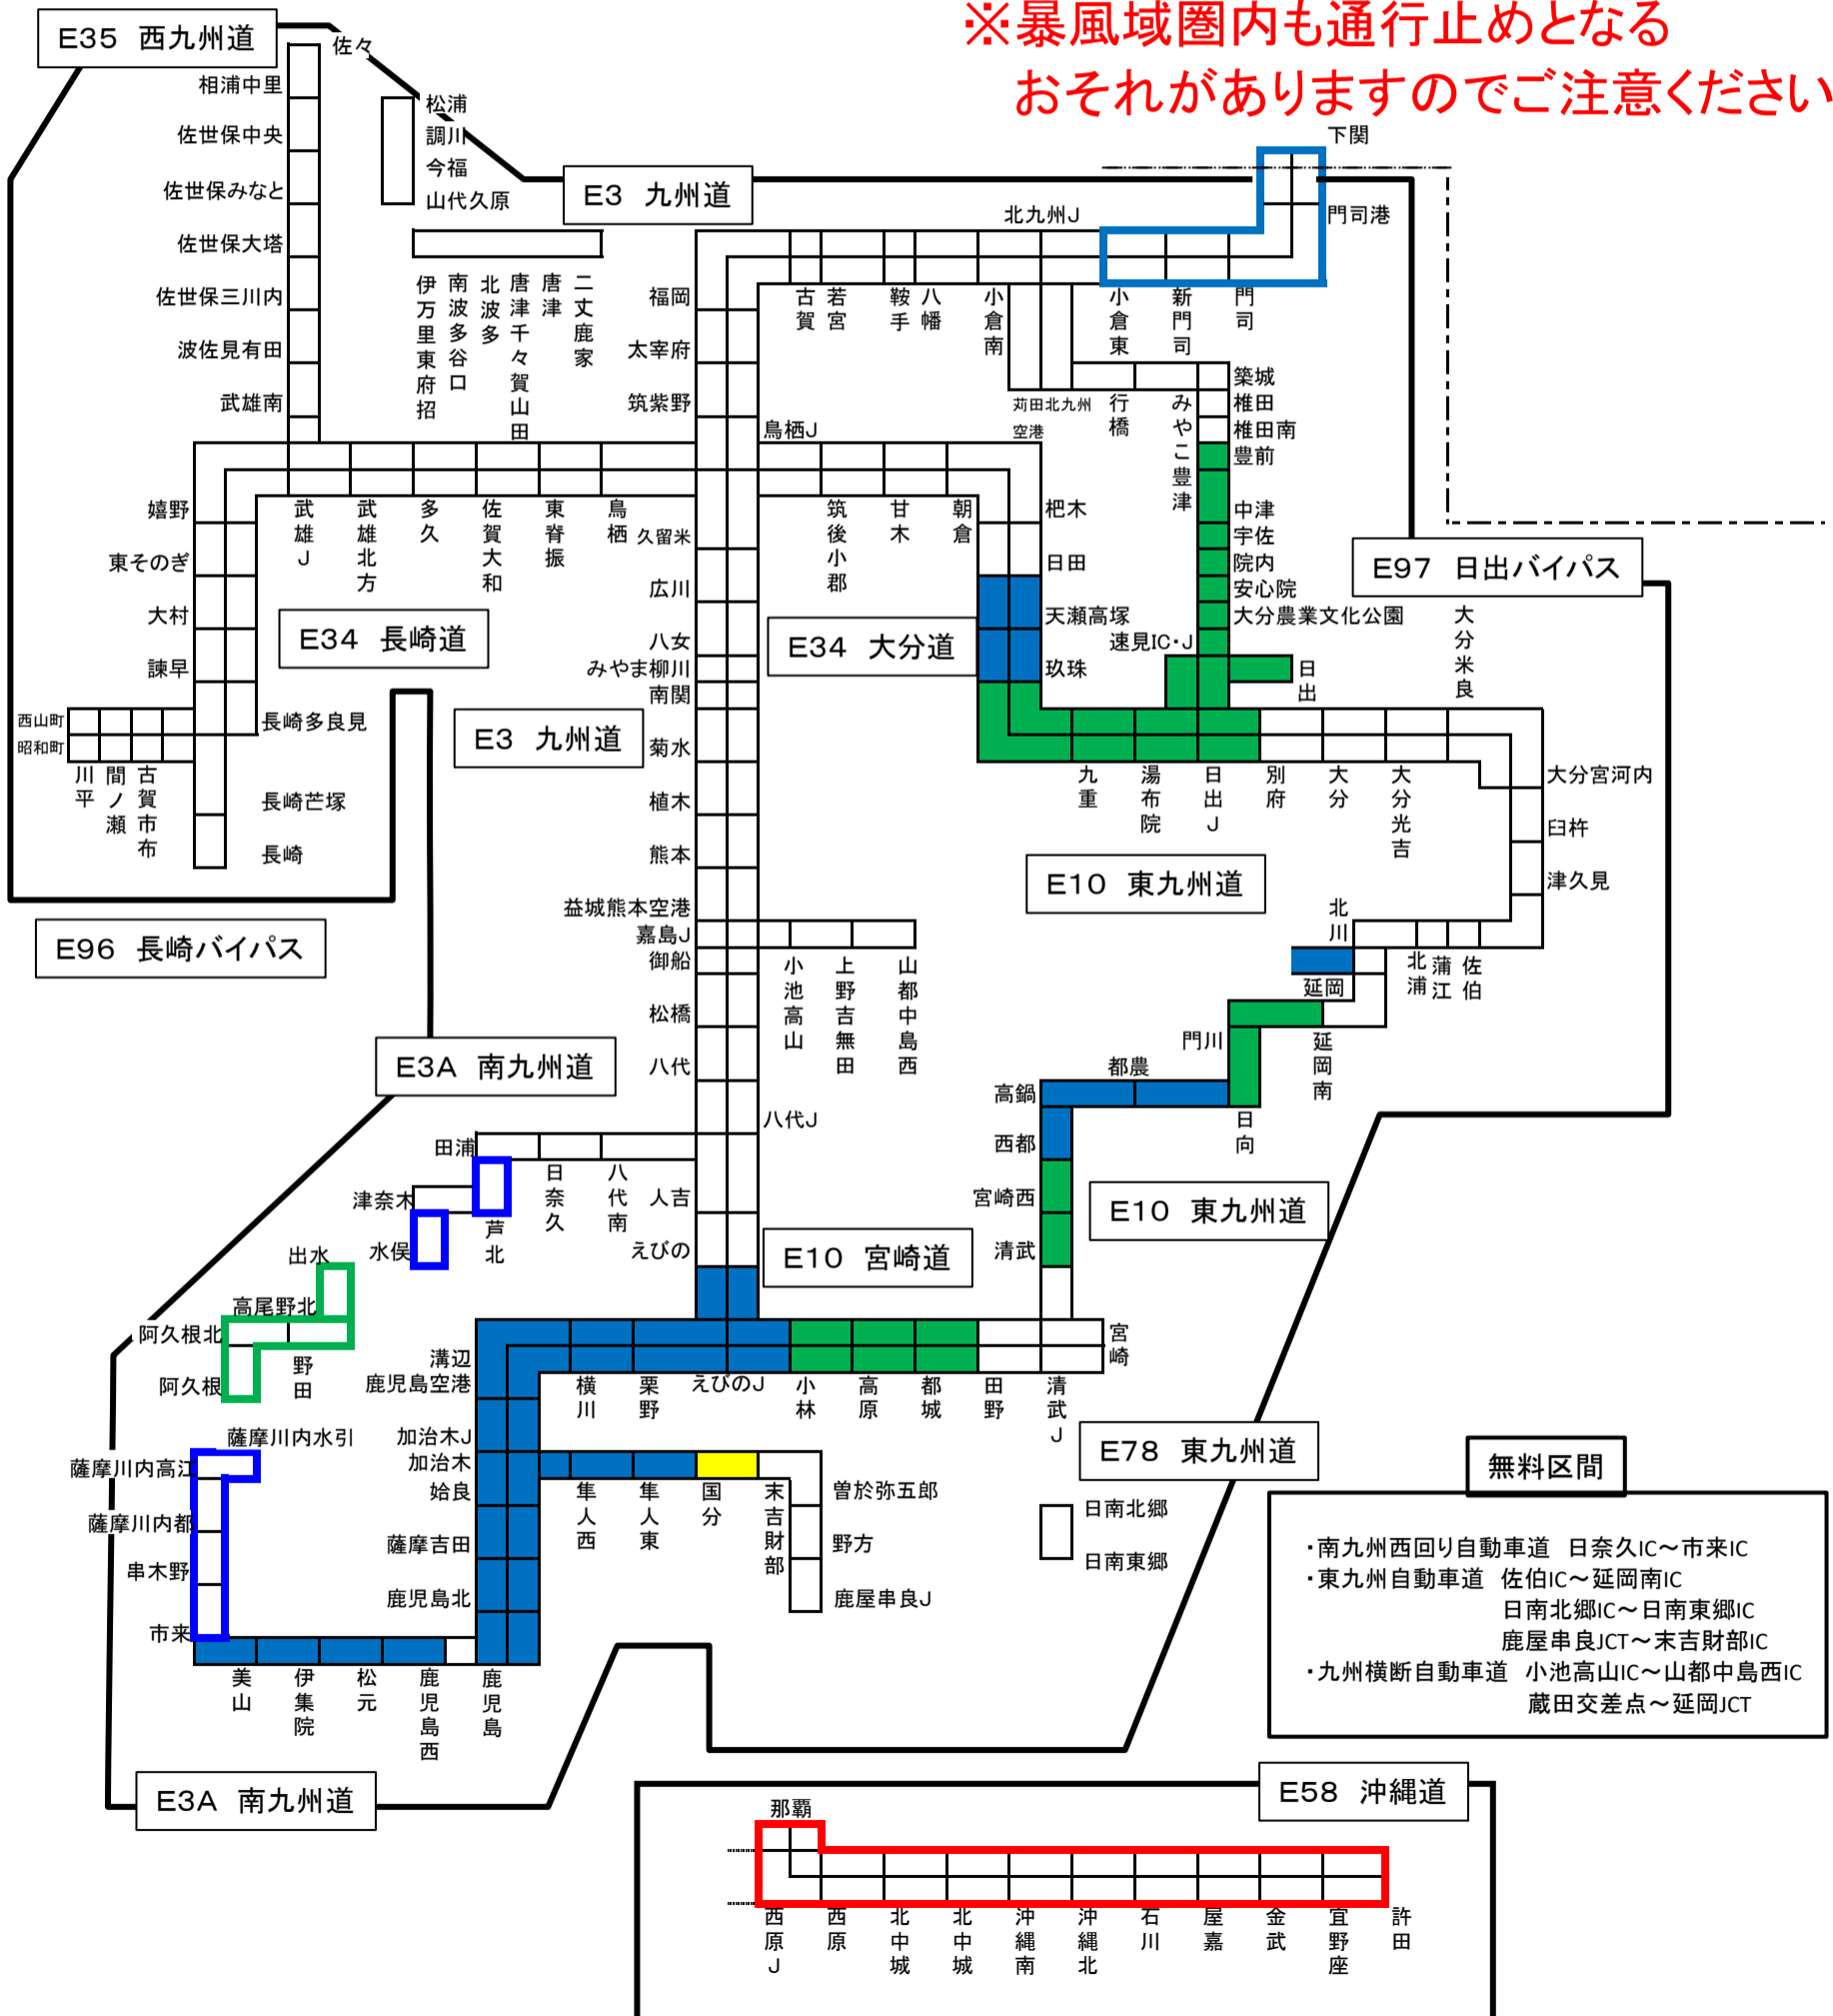 ※暴風域圏内も通行止めとなる
おそれがありますのでご注意ください
E35 西九州道
佐々
相浦中里
佐世保中央
佐世保みなと
佐世保大塔
佐世保三川内
波佐見有田
武雄南
松浦
調川
今福
山代久原
E3 九州道
伊万里東府招
南波多谷口
北波多
唐津千々賀山田
唐津
二丈鹿家
下関
門司港
北九州J
福岡
太宰府
筑紫野
古賀
若宮
鞍手
八幡
小倉南
小倉東
新門司
門司
苅田北九州
空港
行橋
みやこ豊津
築城
椎田
椎田南
豊前
中津
宇佐
院内
安心院
大分農業文化公園
速見IC・J
日出
鳥栖J
嬉野
東そのぎ
大村
諫早
武雄J
武雄北方
多久
佐賀大和
東脊振
鳥栖
久留米
広川
八女
みやま柳川
南関
菊水
植木
熊本
益城熊本空港
嘉島J
御船
松橋
八代
八代J
人吉
えびの
筑後小郡
甘木
朝倉
杷木
日田
天瀬高塚
玖珠
E97 日出バイパス
E34 長崎道
E34 大分道
E3 九州道
大分米良
西山町
昭和町
長崎多良見
川平
間ノ瀬
古賀市布
長崎芒塚
長崎
九重
湯布院
日出J
別府
大分
大分光吉
大分宮河内
臼杵
津久見
E10 東九州道
E96 長崎バイパス
小池高山
上野吉無田
山都中島西
北川
延岡
北浦
蒲江
佐伯
延岡南
門川
日向
都農
高鍋
西都
宮崎西
清武
E3A 南九州道
E10 東九州道
E10 宮崎道
田浦
日奈久
八代南
津奈木
芦北
水俣
出水
高尾野北
阿久根北
野田
阿久根
薩摩川内水引
薩摩川内高江
薩摩川内都
串木野
市来
溝辺
鹿児島空港
加治木J
加治木
姶良
薩摩吉田
鹿児島北
横川
栗野
えびのJ
小林
高原
都城
田野
清武J
宮崎
隼人西
隼人東
国分
末吉財部
曽於弥五郎
野方
鹿屋串良J
E78 東九州道
日南北郷
日南東郷
美山
伊集院
松元
鹿児島西
鹿児島
E3A 南九州道
無料区間
・南九州西回り自動車道 日奈久IC～市来IC
・東九州自動車道 佐伯IC～延岡南IC
日南北郷IC～日南東郷IC
鹿屋串良JCT～末吉財部IC
・九州横断自動車道 小池高山IC～山都中島西IC
蔵田交差点～延岡JCT
E58 沖縄道
那覇
西原J
西原
北中城
北中城
沖縄南
沖縄北
石川
屋嘉
金武
宜野座
許田